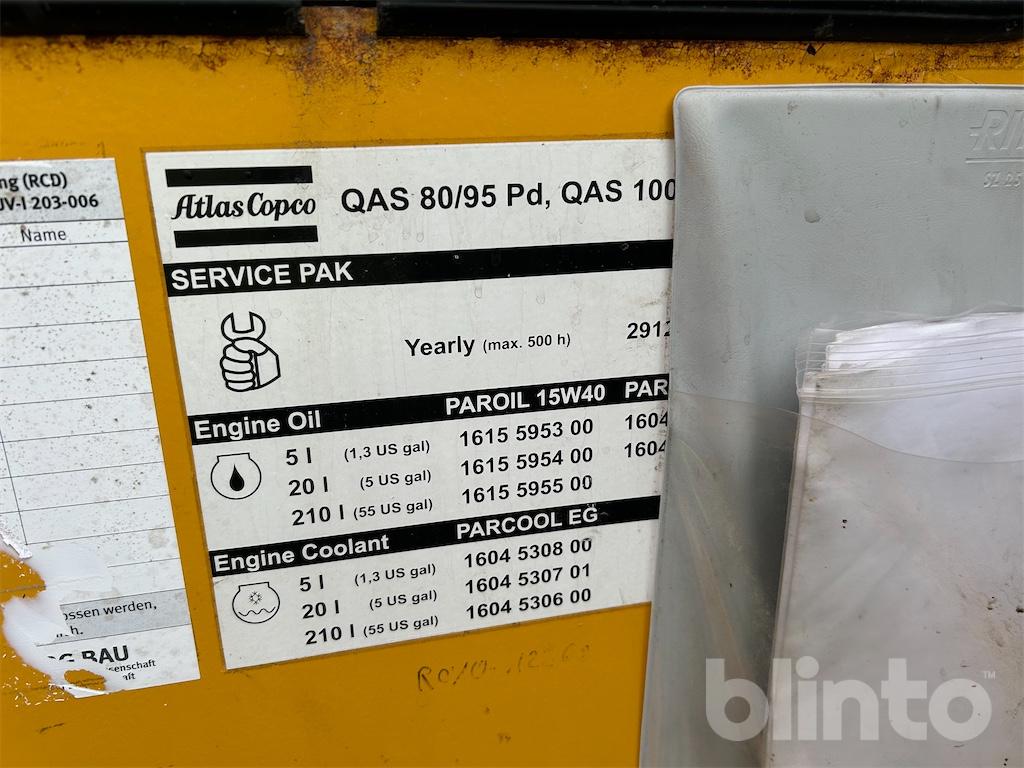 ng (RCD)
UV-I 203-006
Name
ossen werden,
BAU
Atlas Copco
QAS 80/95 Pd, QAS 100
SERVICE PAK
Yearly (max. 500 h) 2912
Engine Oil PAROIL 15W40 PAR
5 l (1,3 US gal) 1615 5953 00 1604
20 l (5 US gal) 1615 5954 00 1604
210 l (55 US gal) 1615 5955 00
Engine Coolant PARCOOL EG
5 l (1,3 US gal) 1604 5308 00
20 l (5 US gal) 1604 5307 01
210 l (55 US gal) 1604 5306 00
blinto™